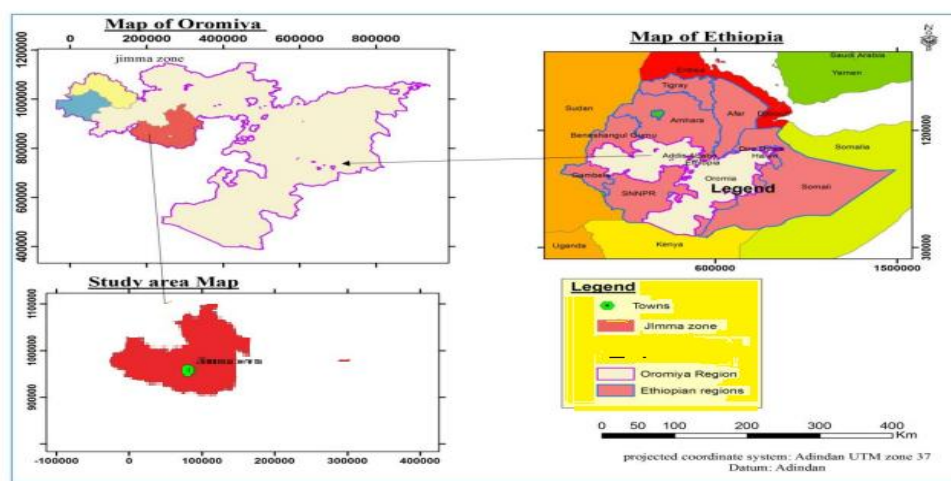 Map of Oromiya
0 200000 400000 600000 800000
jimma zone
1200000
1000000
800000
600000
400000
Map of Ethiopia
Saudi Arabia
Yemen
Eritrea
Tigray
Sudan
Amhara
Afar
Beneshangul Gumu
Somalia
Addis Ababa
Dire Dawa
Ethiopia
Gambela
Oromia
Legend
SNNPR
Somali
Uganda
Kenya
1200000
300000
600000 1500000
Study area Map
1100000
1000000
900000
-100000 0 100000 200000 300000 400000
Legend
Towns
JImma zone
Oromiya Region
Ethiopian regions
0 50 100 200 300 400
Km
projected coordinate system: Adindan UTM zone 37
Datum: Adindan